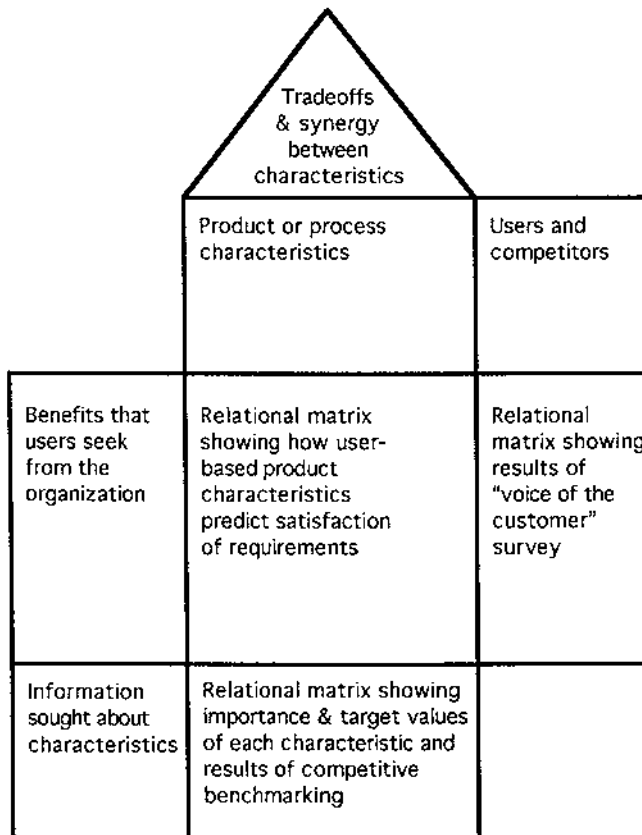 Tradeoffs
& synergy
between
characteristics
Product or process
characteristics
Users and
competitors
Benefits that
users seek
from the
organization
Relational matrix
showing how user-
based product
characteristics
predict satisfaction
of requirements
Relational
matrix showing
results of
“voice of the
customer”
survey
Information
sought about
characteristics
Relational matrix showing
importance & target values
of each characteristic and
results of competitive
benchmarking